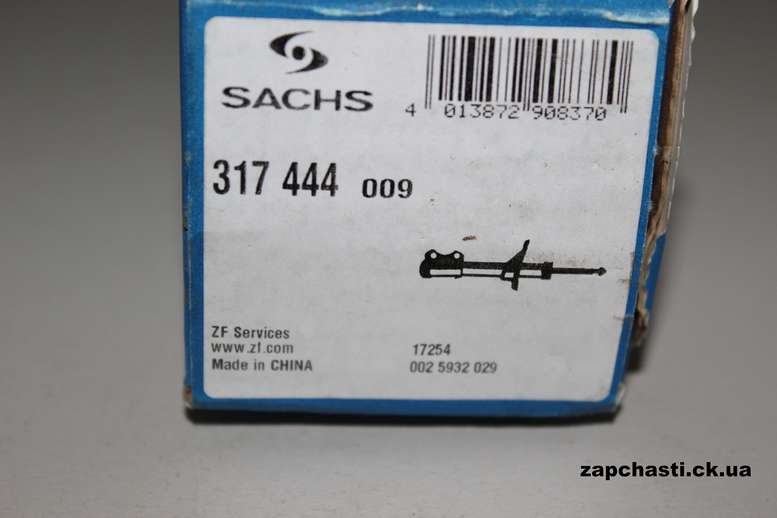 SACHS
4 013872 908370
317 444 009
ZF Services
www.zf.com
Made in CHINA
17254
002 5932 029
zapchasti.ck.ua